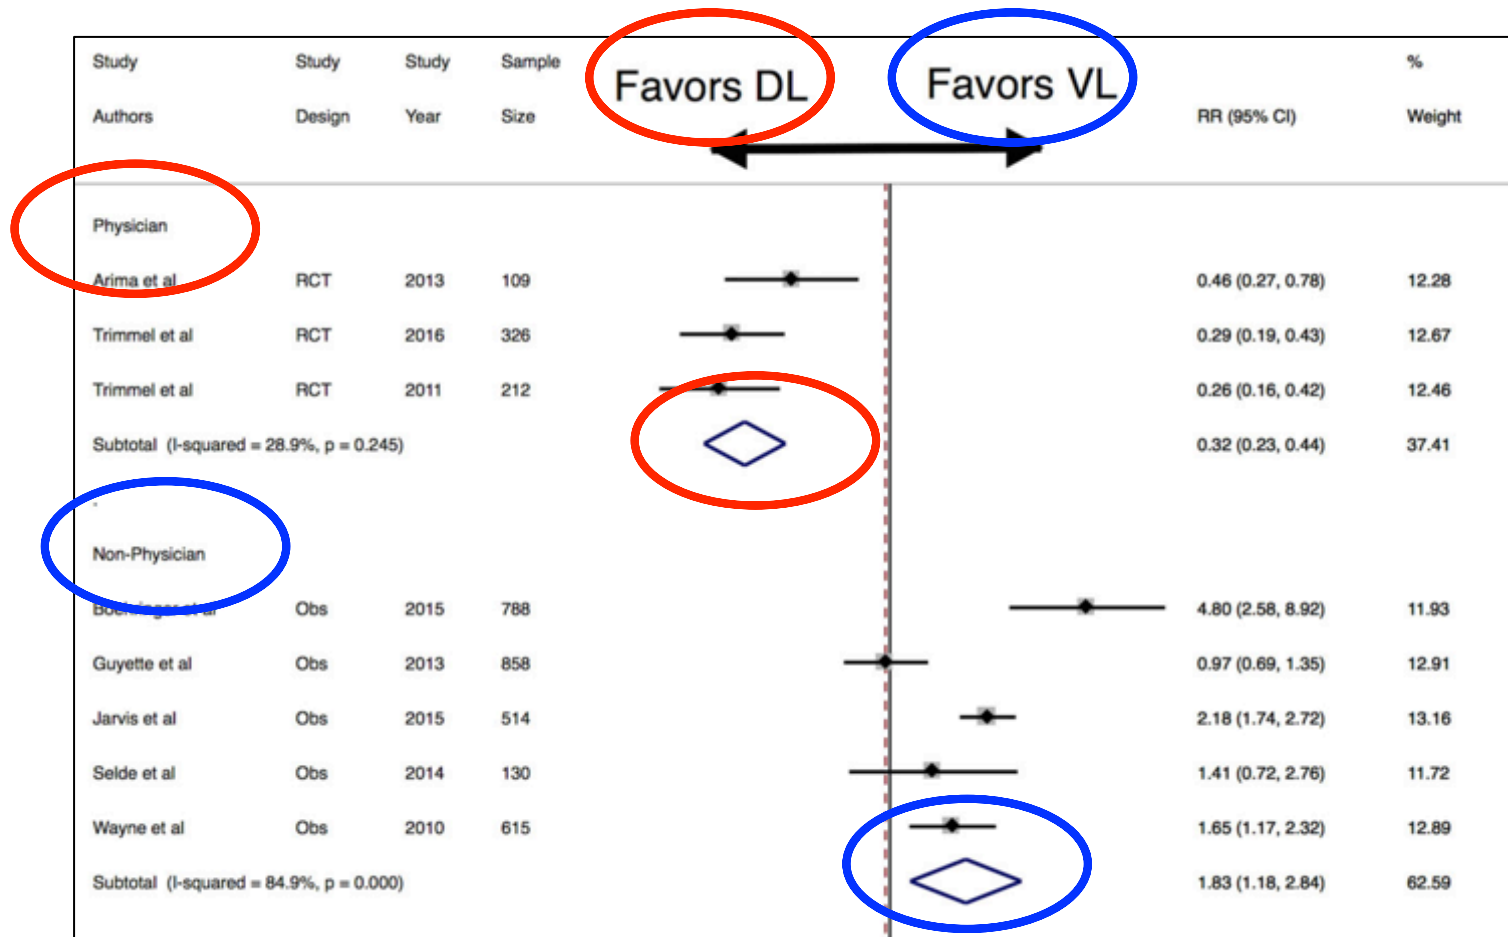 Study Study Study Sample Favors DL Favors VL %
Authors Design Year Size RR (95% CI) Weight
Physician
Arima et al RCT 2013 109 0.46 (0.27, 0.78) 12.28
Trimmel et al RCT 2016 326 0.29 (0.19, 0.43) 12.67
Trimmel et al RCT 2011 212 0.26 (0.16, 0.42) 12.46
Subtotal (I-squared = 28.9%, p = 0.245) 0.32 (0.23, 0.44) 37.41
.
Non-Physician
et al Obs 2015 788 4.80 (2.58, 8.92) 11.93
Guyette et al Obs 2013 858 0.97 (0.69, 1.35) 12.91
Jarvis et al Obs 2015 514 2.18 (1.74, 2.72) 13.16
Selde et al Obs 2014 130 1.41 (0.72, 2.76) 11.72
Wayne et al Obs 2010 615 1.65 (1.17, 2.32) 12.89
Subtotal (I-squared = 84.9%, p = 0.000) 1.83 (1.18, 2.84) 62.59